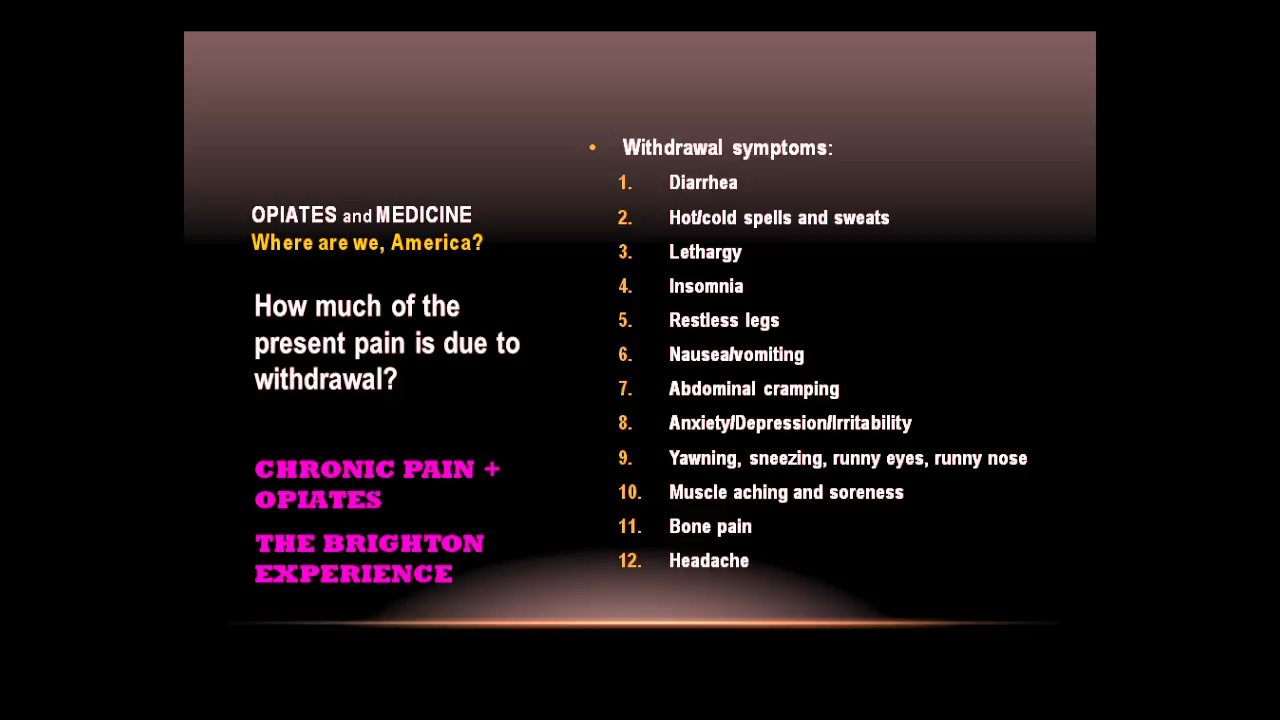 OPIATES and MEDICINE
Where are we, America?
How much of the
present pain is due to
withdrawal?
CHRONIC PAIN +
OPIATES
THE BRIGHTON
EXPERIENCE
• Withdrawal symptoms:
1. Diarrhea
2. Hot/cold spells and sweats
3. Lethargy
4. Insomnia
5. Restless legs
6. Nausea/vomiting
7. Abdominal cramping
8. Anxiety/Depression/Irritability
9. Yawning, sneezing, runny eyes, runny nose
10. Muscle aching and soreness
11. Bone pain
12. Headache